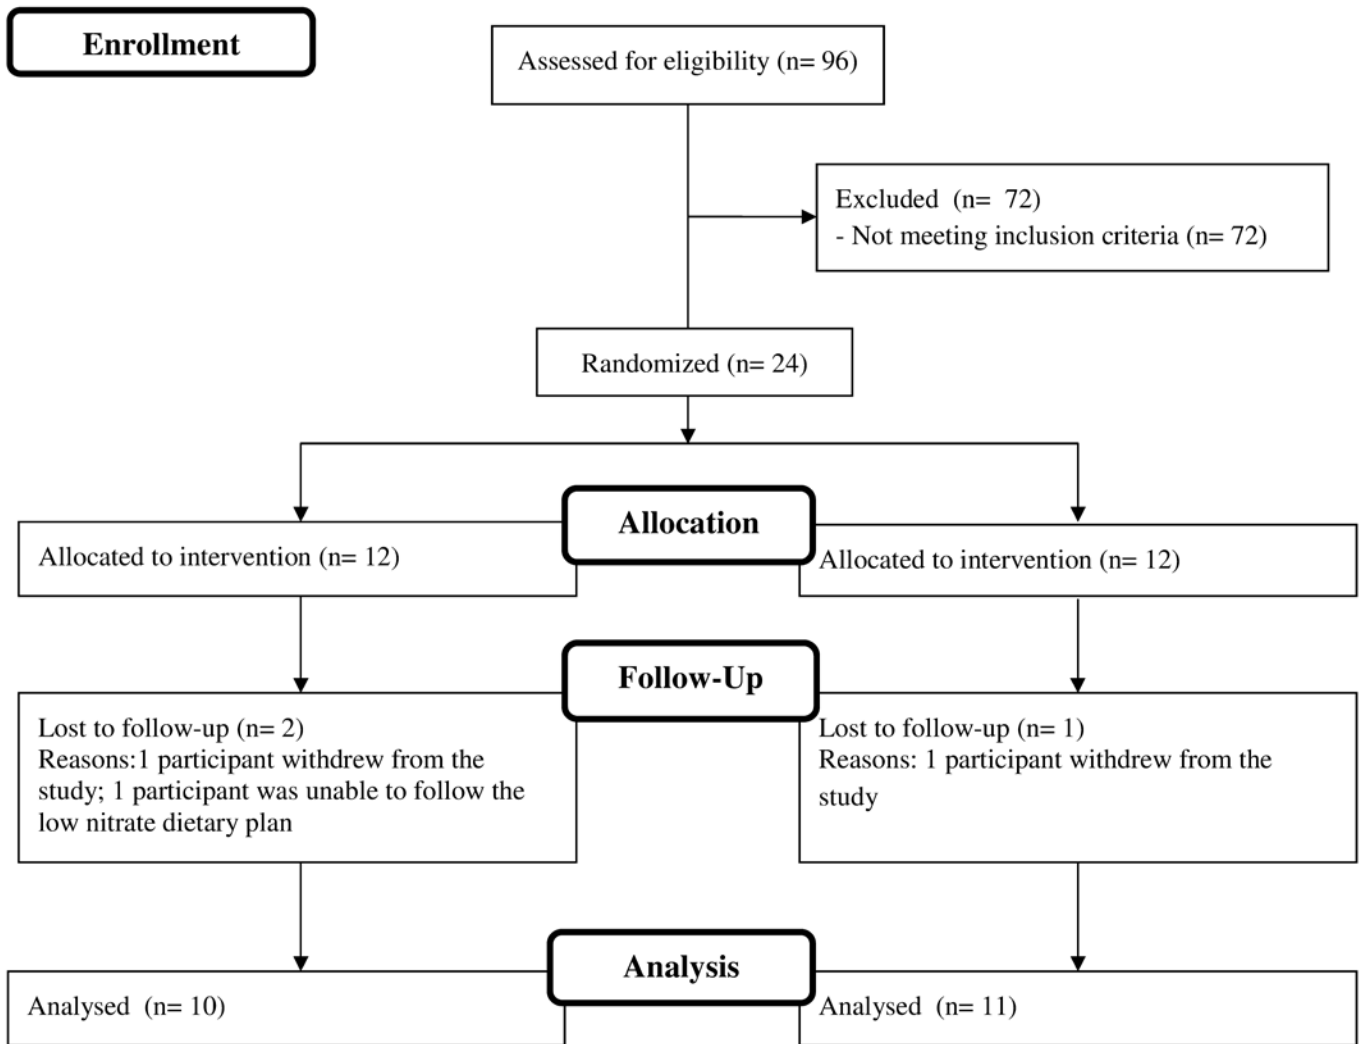 Enrollment
Assessed for eligibility (n= 96)
Excluded  (n=  72)
- Not meeting inclusion criteria (n= 72)
Randomized (n= 24)
Allocation
Allocated to intervention (n= 12)
Allocated to intervention (n= 12)
Follow-Up
Lost to follow-up (n= 2)
Reasons:1 participant withdrew from the
study; 1 participant was unable to follow the
low nitrate dietary plan
Lost to follow-up (n= 1)
Reasons: 1 participant withdrew from the
study
Analysis
Analysed  (n= 10)
Analysed  (n= 11)